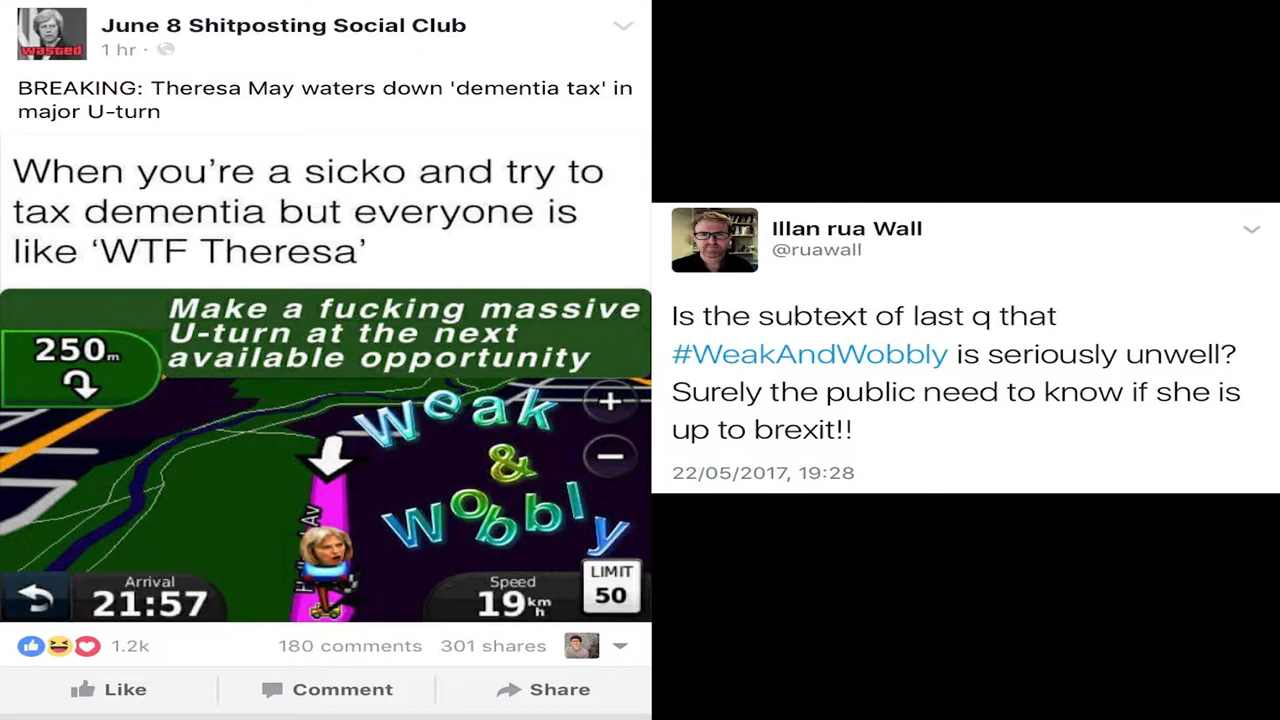 June 8 Shitposting Social Club
wasted
1 hr ·
BREAKING: Theresa May waters down 'dementia tax' in
major U-turn
When you're a sicko and try to
tax dementia but everyone is
like ‘WTF Theresa’
Make a fucking massive
U-turn at the next
available opportunity
250m
+
Weak
&
Wobbly
−
Av
Arrival
21:57
Speed
19 km/h
LIMIT
50
1.2k
180 comments 301 shares
Like
Comment
Share
Illan rua Wall
@ruawall
Is the subtext of last q that
#WeakAndWobbly is seriously unwell?
Surely the public need to know if she is
up to brexit!!
22/05/2017, 19:28